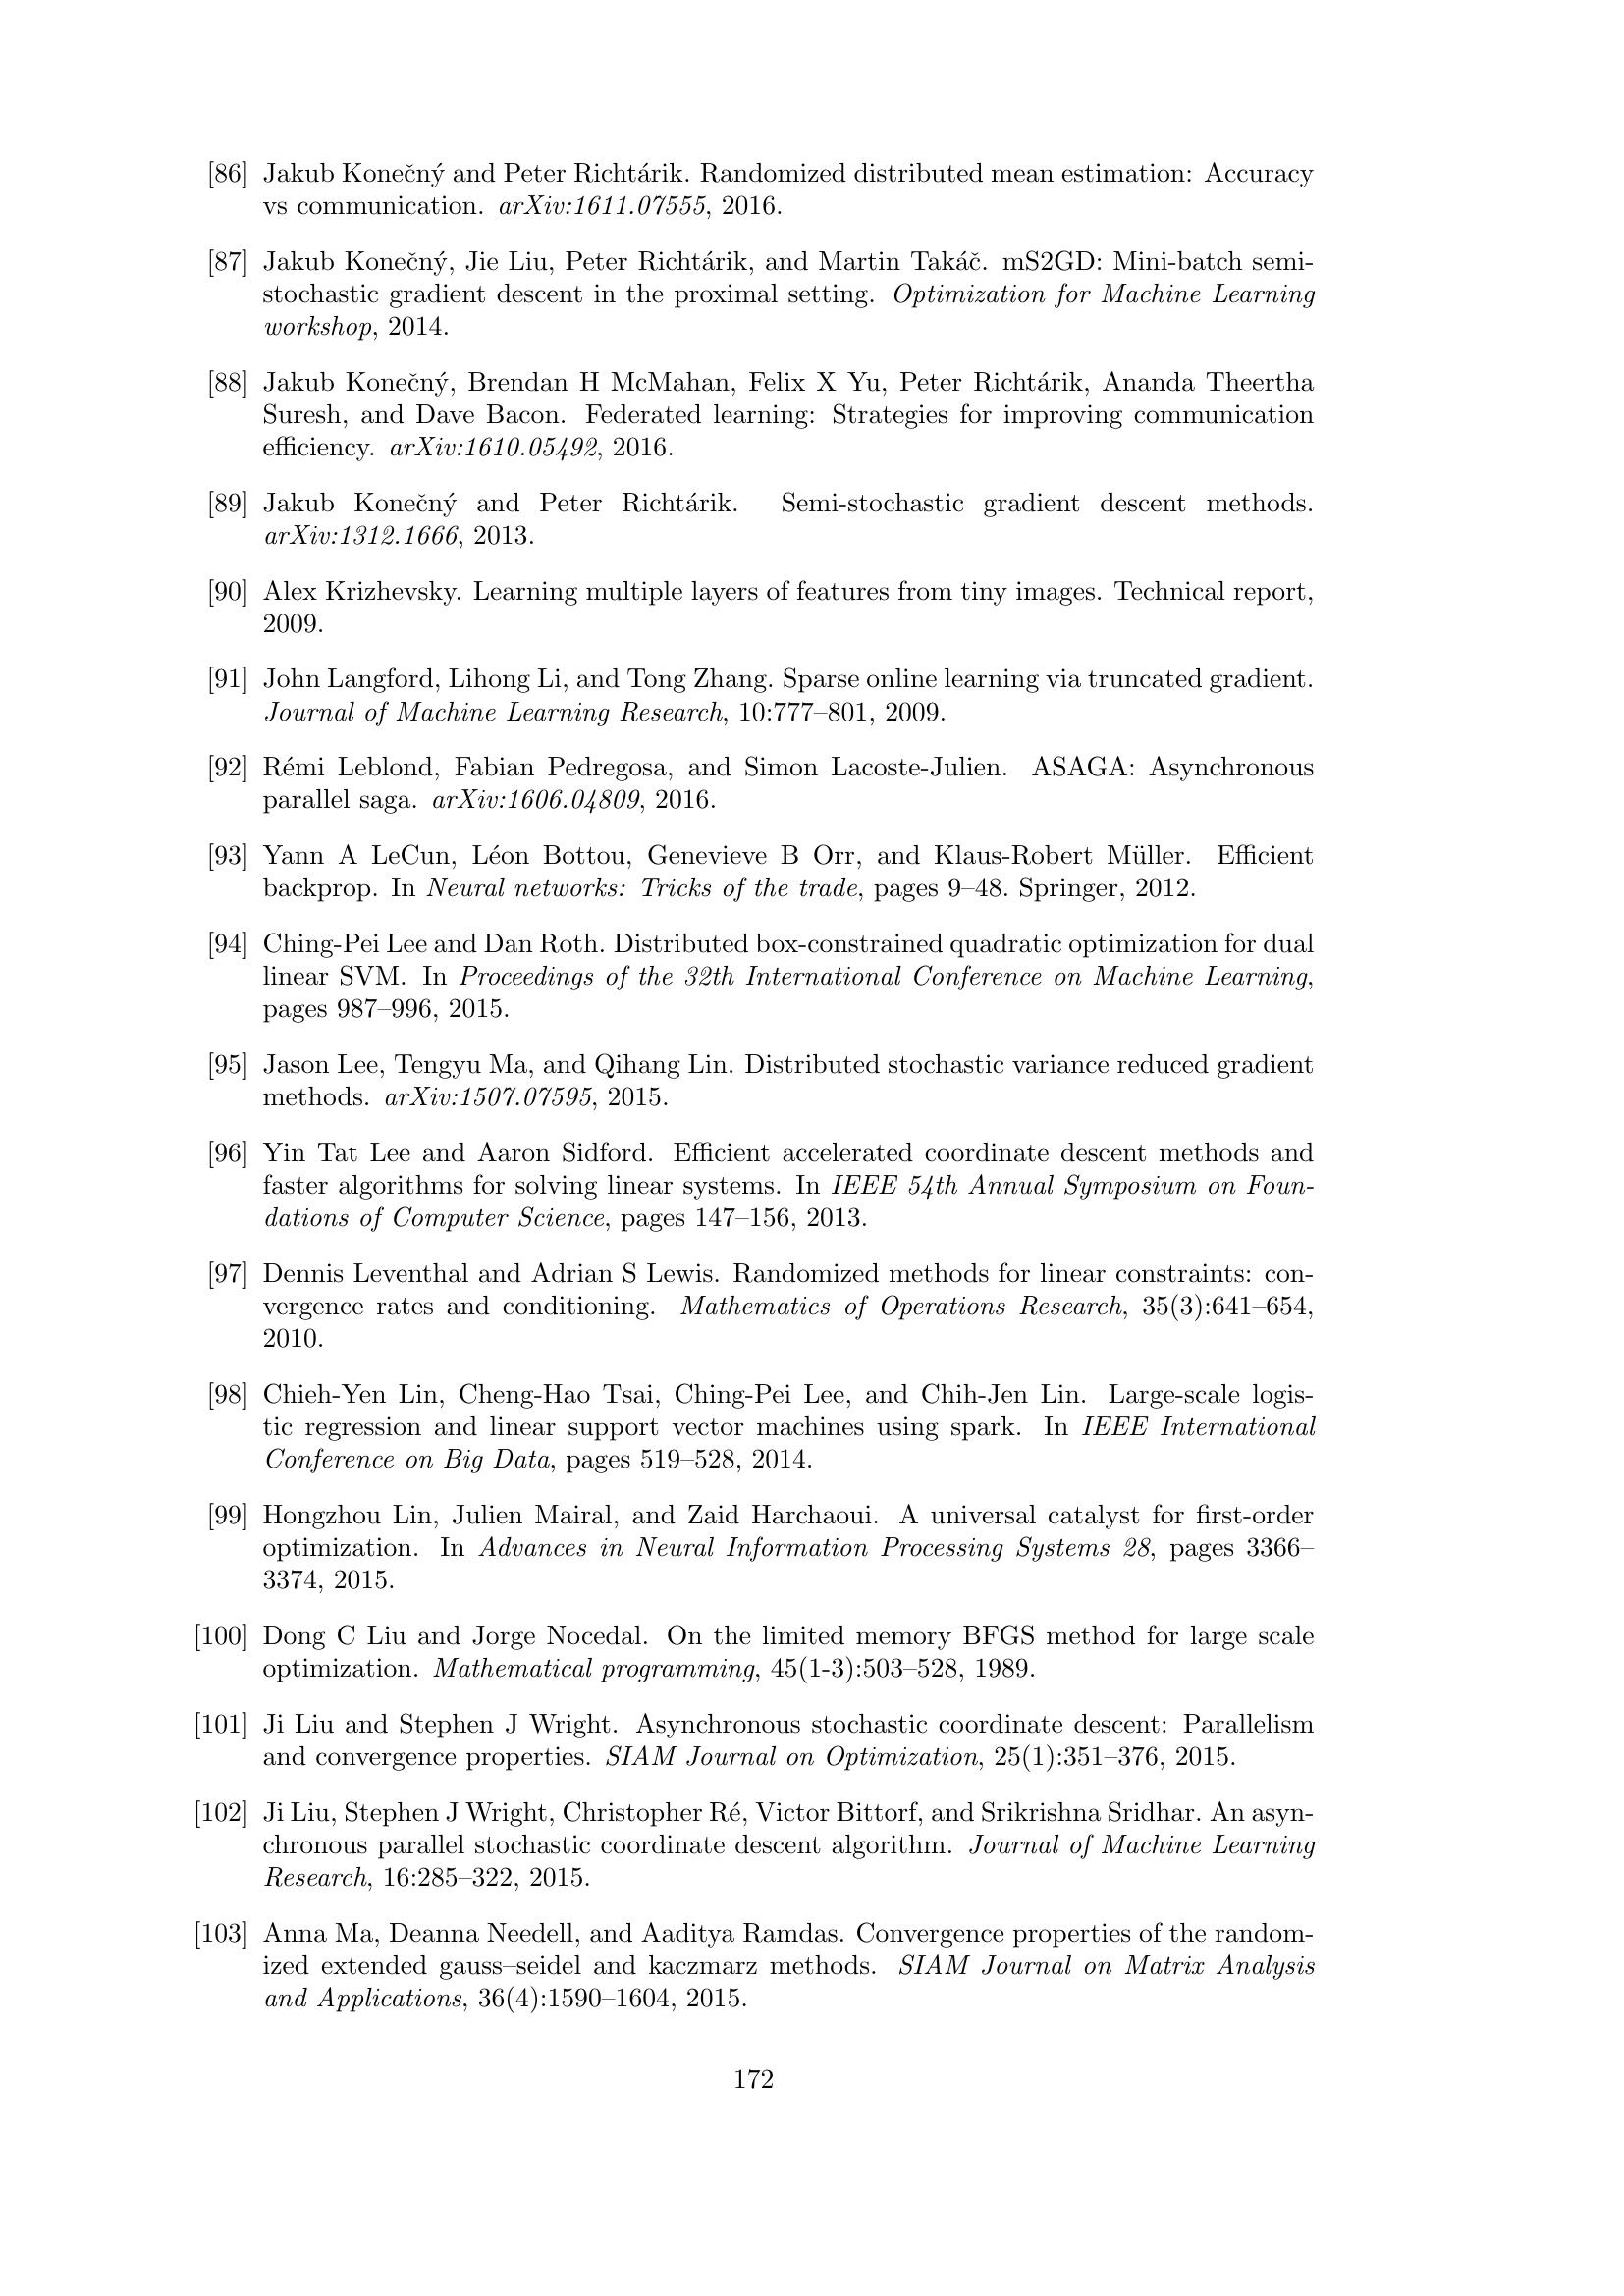 [86] Jakub Konečný and Peter Richtárik. Randomized distributed mean estimation: Accuracy
vs communication. arXiv:1611.07555, 2016.
[87] Jakub Konečný, Jie Liu, Peter Richtárik, and Martin Takáč. mS2GD: Mini-batch semi-
stochastic gradient descent in the proximal setting. Optimization for Machine Learning
workshop, 2014.
[88] Jakub Konečný, Brendan H McMahan, Felix X Yu, Peter Richtárik, Ananda Theertha
Suresh, and Dave Bacon. Federated learning: Strategies for improving communication
efficiency. arXiv:1610.05492, 2016.
[89] Jakub Konečný and Peter Richtárik. Semi-stochastic gradient descent methods.
arXiv:1312.1666, 2013.
[90] Alex Krizhevsky. Learning multiple layers of features from tiny images. Technical report,
2009.
[91] John Langford, Lihong Li, and Tong Zhang. Sparse online learning via truncated gradient.
Journal of Machine Learning Research, 10:777–801, 2009.
[92] Rémi Leblond, Fabian Pedregosa, and Simon Lacoste-Julien. ASAGA: Asynchronous
parallel saga. arXiv:1606.04809, 2016.
[93] Yann A LeCun, Léon Bottou, Genevieve B Orr, and Klaus-Robert Müller. Efficient
backprop. In Neural networks: Tricks of the trade, pages 9–48. Springer, 2012.
[94] Ching-Pei Lee and Dan Roth. Distributed box-constrained quadratic optimization for dual
linear SVM. In Proceedings of the 32th International Conference on Machine Learning,
pages 987–996, 2015.
[95] Jason Lee, Tengyu Ma, and Qihang Lin. Distributed stochastic variance reduced gradient
methods. arXiv:1507.07595, 2015.
[96] Yin Tat Lee and Aaron Sidford. Efficient accelerated coordinate descent methods and
faster algorithms for solving linear systems. In IEEE 54th Annual Symposium on Foun-
dations of Computer Science, pages 147–156, 2013.
[97] Dennis Leventhal and Adrian S Lewis. Randomized methods for linear constraints: con-
vergence rates and conditioning. Mathematics of Operations Research, 35(3):641–654,
2010.
[98] Chieh-Yen Lin, Cheng-Hao Tsai, Ching-Pei Lee, and Chih-Jen Lin. Large-scale logis-
tic regression and linear support vector machines using spark. In IEEE International
Conference on Big Data, pages 519–528, 2014.
[99] Hongzhou Lin, Julien Mairal, and Zaid Harchaoui. A universal catalyst for first-order
optimization. In Advances in Neural Information Processing Systems 28, pages 3366–
3374, 2015.
[100] Dong C Liu and Jorge Nocedal. On the limited memory BFGS method for large scale
optimization. Mathematical programming, 45(1-3):503–528, 1989.
[101] Ji Liu and Stephen J Wright. Asynchronous stochastic coordinate descent: Parallelism
and convergence properties. SIAM Journal on Optimization, 25(1):351–376, 2015.
[102] Ji Liu, Stephen J Wright, Christopher Ré, Victor Bittorf, and Srikrishna Sridhar. An asyn-
chronous parallel stochastic coordinate descent algorithm. Journal of Machine Learning
Research, 16:285–322, 2015.
[103] Anna Ma, Deanna Needell, and Aaditya Ramdas. Convergence properties of the random-
ized extended gauss–seidel and kaczmarz methods. SIAM Journal on Matrix Analysis
and Applications, 36(4):1590–1604, 2015.
172